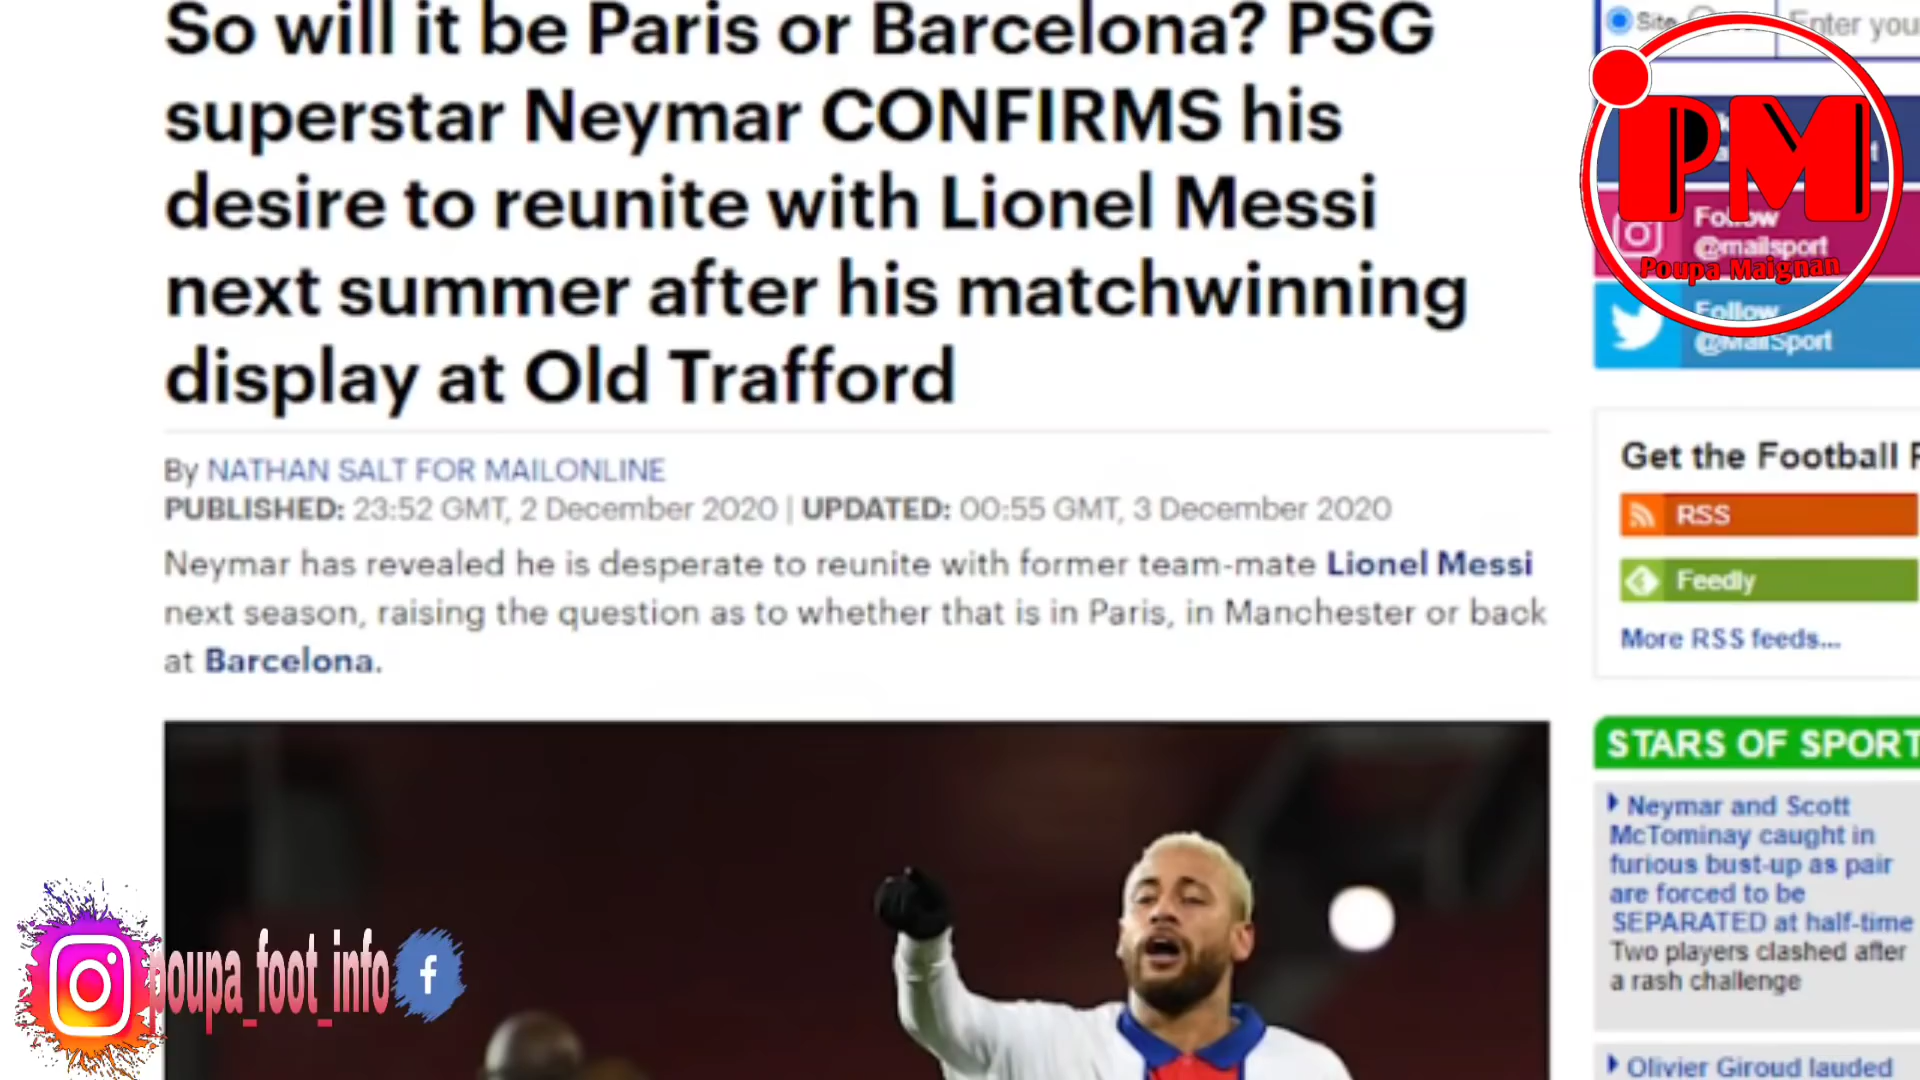 So will it be Paris or Barcelona? PSG
superstar Neymar CONFIRMS his
desire to reunite with Lionel Messi
next summer after his matchwinning
display at Old Trafford
By NATHAN SALT FOR MAILONLINE
PUBLISHED: 23:52 GMT, 2 December 2020 | UPDATED: 00:55 GMT, 3 December 2020
Neymar has revealed he is desperate to reunite with former team-mate Lionel Messi
next season, raising the question as to whether that is in Paris, in Manchester or back
at Barcelona.
Site
Enter you
PM
Poupa Maignan
Follow
@mailsport
Follow
@MailSport
Get the Football
RSS
Feedly
More RSS feeds...
STARS OF SPORT
Neymar and Scott
McTominay caught in
furious bust-up as pair
are forced to be
SEPARATED at half-time
Two players clashed after
a rash challenge
Olivier Giroud lauded
poupa_foot_info
f